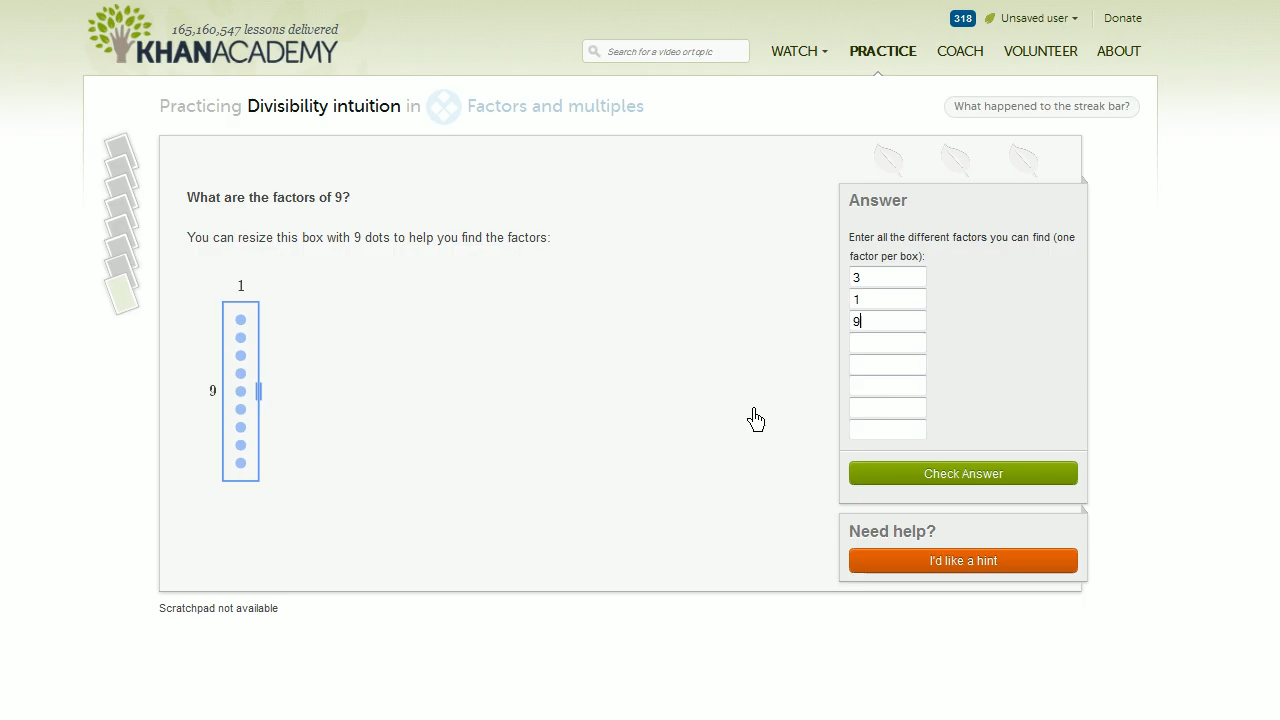 165,160,547 lessons delivered
KHANACADEMY
318 Unsaved user Donate
Search for a video or topic
WATCH PRACTICE COACH VOLUNTEER ABOUT
Practicing Divisibility intuition in Factors and multiples
What happened to the streak bar?
What are the factors of 9?
You can resize this box with 9 dots to help you find the factors:
1
9
Answer
Enter all the different factors you can find (one
factor per box):
3
1
9
Check Answer
Need help?
I'd like a hint
Scratchpad not available